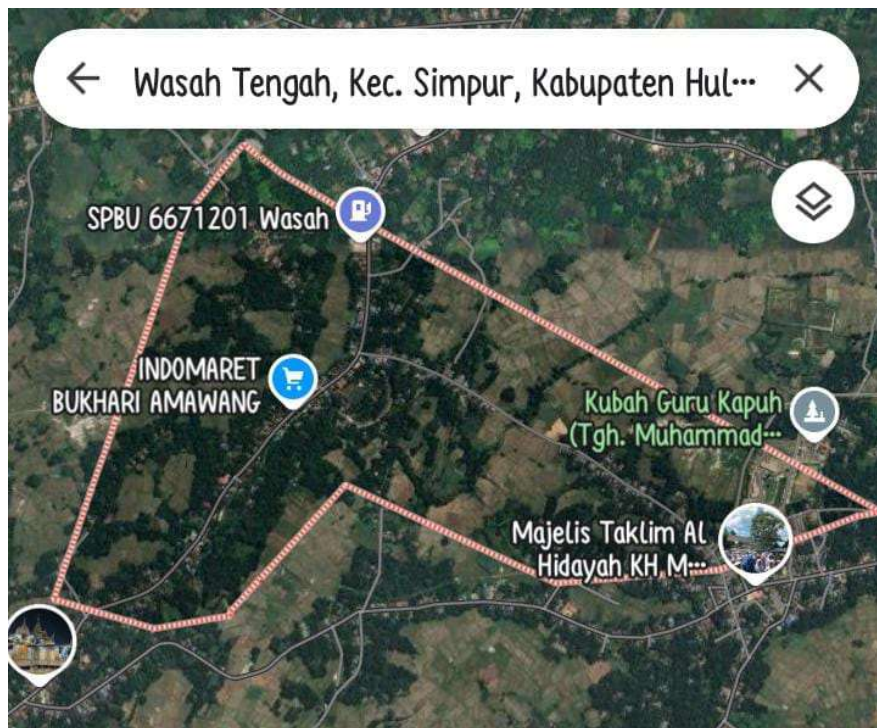 Wasah Tengah, Kec. Simpur, Kabupaten Hul...
SPBU 6671201 Wasah
INDOMARET
BUKHARI AMAWANG
Kubah Guru Kapuh
(Tgh. Muhammad...
Majelis Taklim Al
Hidayah KH M...